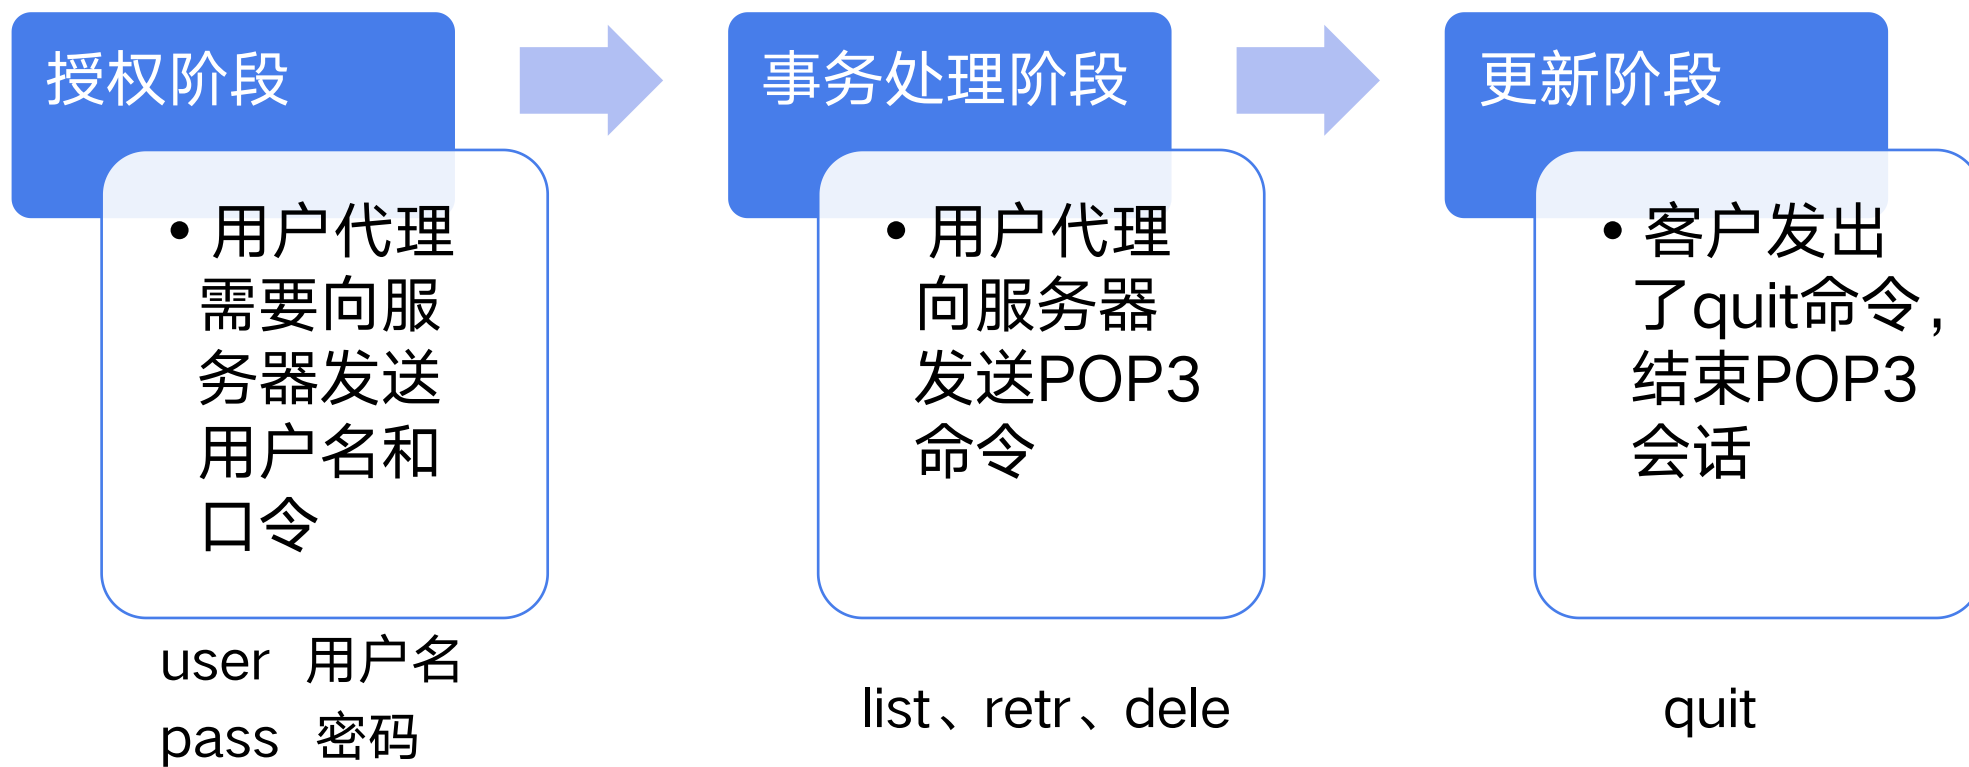 授权阶段
• 用户代理
需要向服
务器发送
用户名和
口令
user 用户名
pass 密码
事务处理阶段
• 用户代理
向服务器
发送POP3
命令
list、retr、dele
更新阶段
• 客户发出
了quit命令，
结束POP3
会话
quit